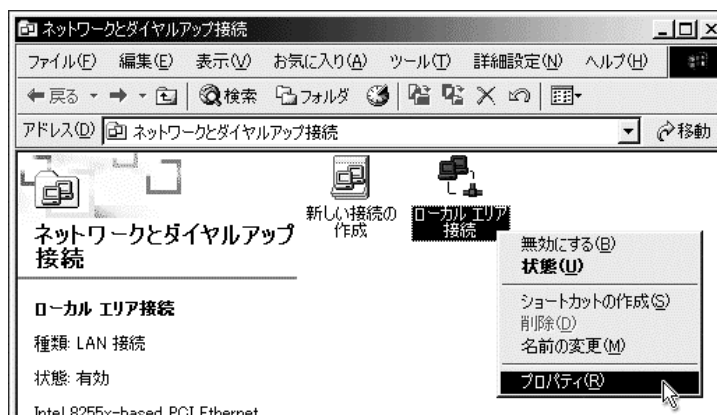 ネットワークとダイヤルアップ接続
ファイル(F) 編集(E) 表示(V) お気に入り(A) ツール(T) 詳細設定(N) ヘルプ(H)
戻る 検索 フォルダ
アドレス(D) ネットワークとダイヤルアップ接続 移動
新しい接続の
作成
ローカル エリア
接続
ネットワークとダイヤルアップ
接続
ローカル エリア接続
種類: LAN 接続
状態: 有効
Intel 8255x-based PCI Ethernet
無効にする(B)
状態(U)
ショートカットの作成(S)
削除(D)
名前の変更(M)
プロパティ(R)